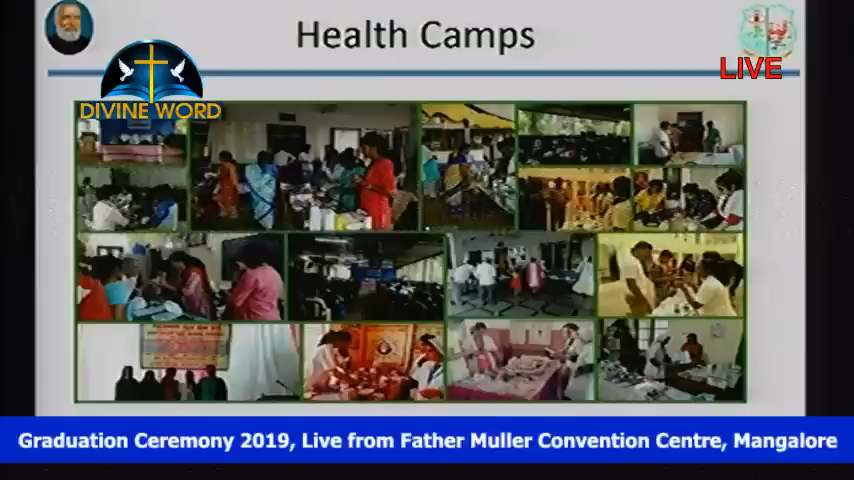 Health Camps
LIVE
DIVINE WORD
Graduation Ceremony 2019, Live from Father Muller Convention Centre, Mangalore